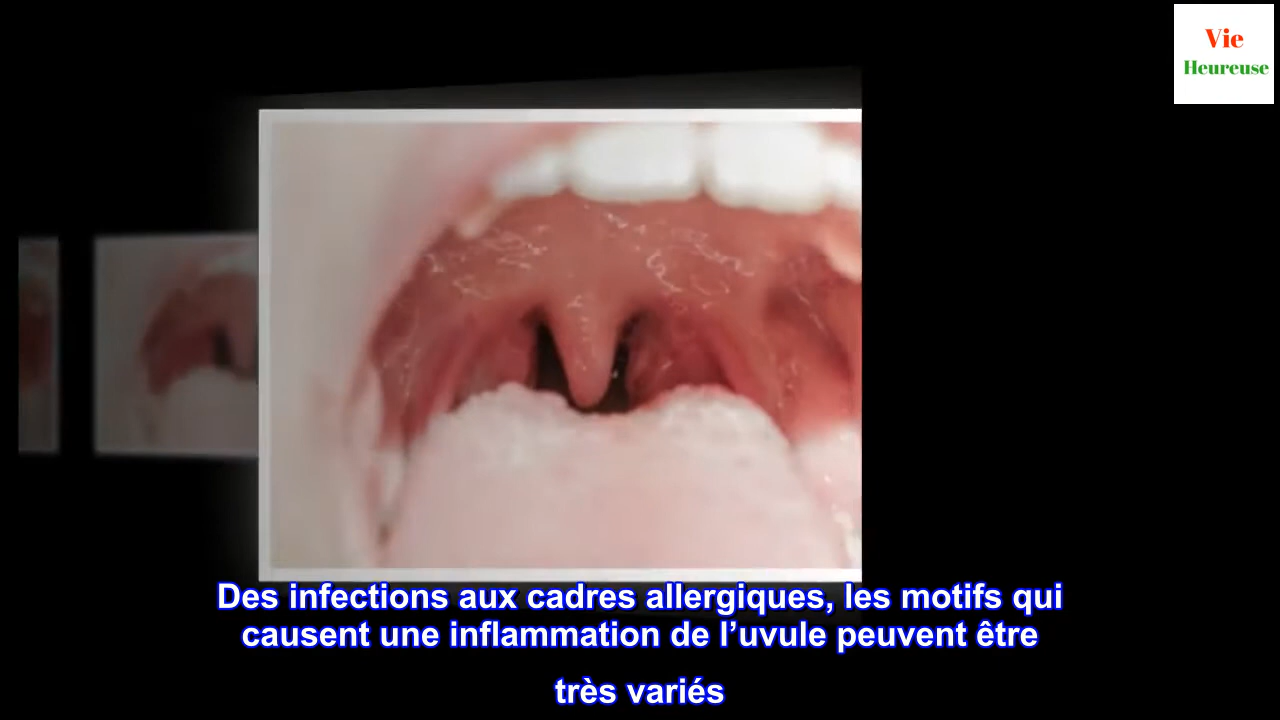 Vie
Heureuse
Des infections aux cadres allergiques, les motifs qui
causent une inflammation de l’uvule peuvent être
très variés